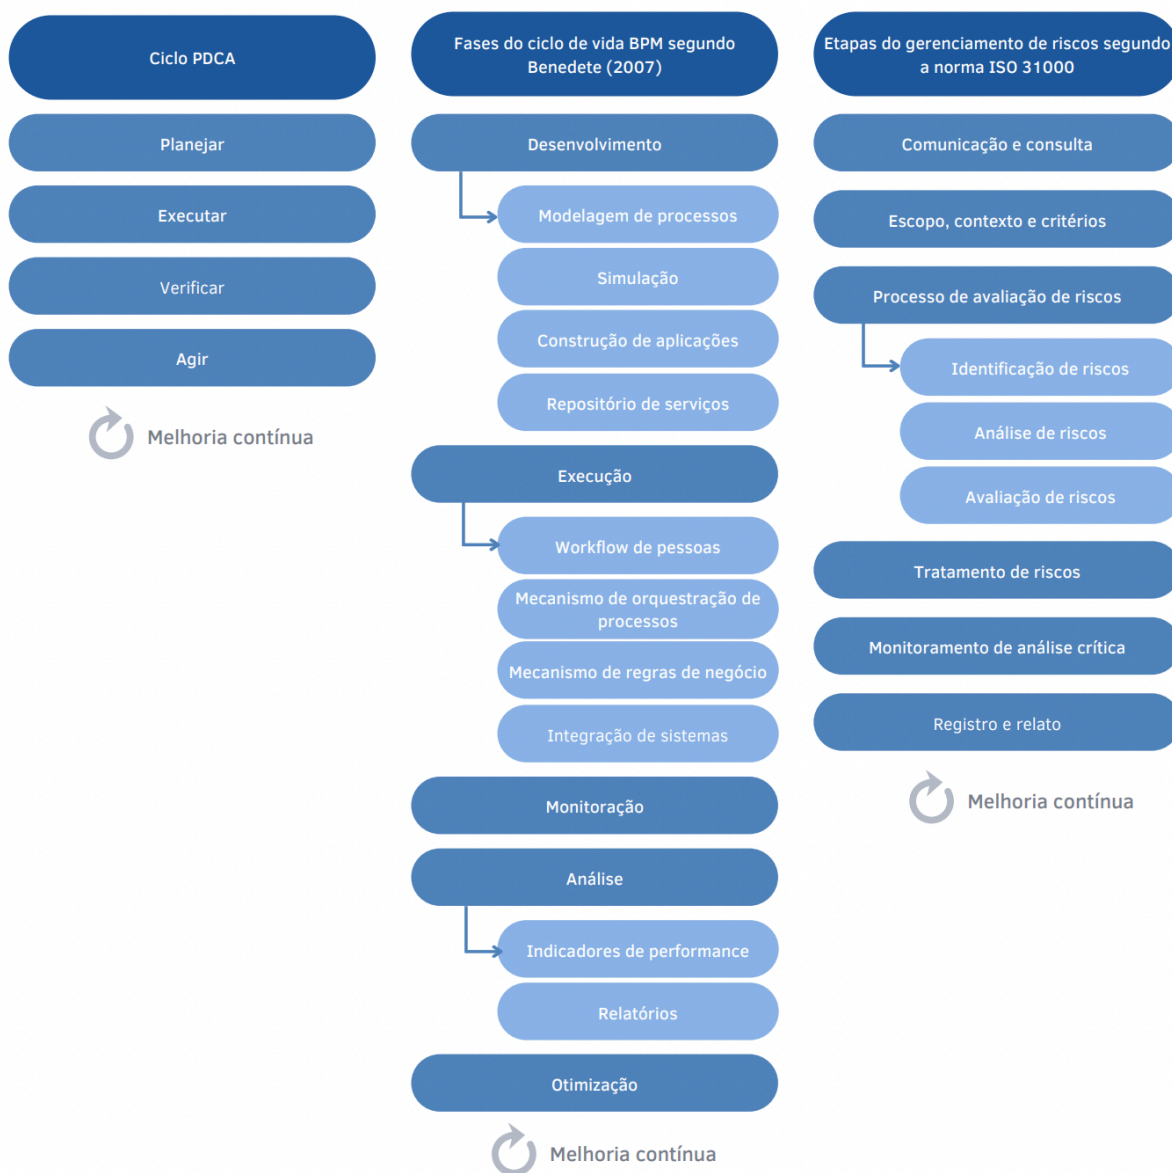 Ciclo PDCA
Planejar
Executar
Verificar
Agir
Melhoria contínua
Fases do ciclo de vida BPM segundo
Benedete (2007)
Desenvolvimento
Modelagem de processos
Simulação
Construção de aplicações
Repositório de serviços
Execução
Workflow de pessoas
Mecanismo de orquestração de
processos
Mecanismo de regras de negócio
Integração de sistemas
Monitoração
Análise
Indicadores de performance
Relatórios
Otimização
Melhoria contínua
Etapas do gerenciamento de riscos segundo
a norma ISO 31000
Comunicação e consulta
Escopo, contexto e critérios
Processo de avaliação de riscos
Identificação de riscos
Análise de riscos
Avaliação de riscos
Tratamento de riscos
Monitoramento de análise crítica
Registro e relato
Melhoria contínua